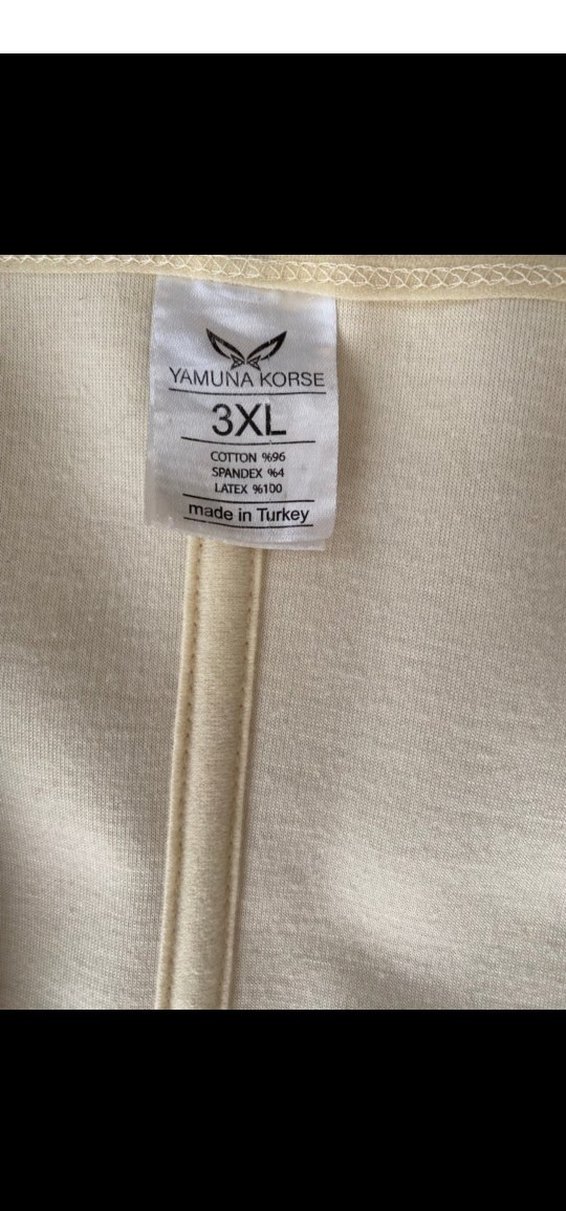 YAMUNA KORSE
3XL
COTTON %96
SPANDEX %4
LATEX %100
made in Turkey